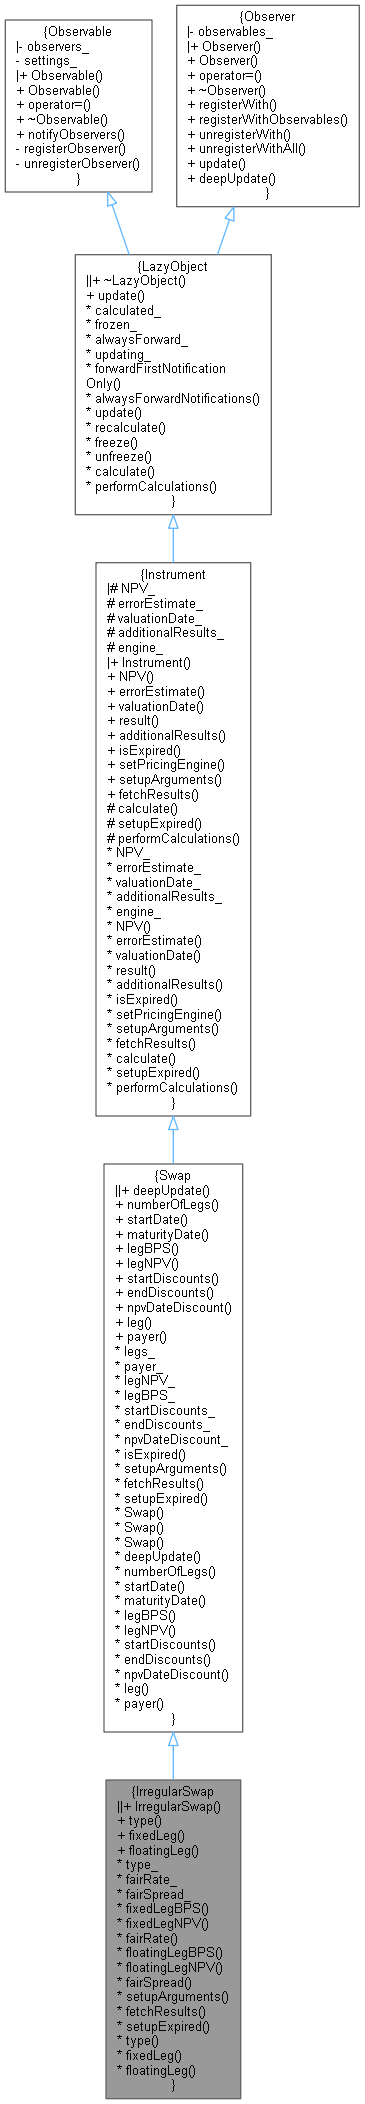 {Observable
|- observers_
- settings_
|+ Observable()
+ Observable()
+ operator=()
+ ~Observable()
+ notifyObservers()
- registerObserver()
- unregisterObserver()
}
{Observer
|- observables_
|+ Observer()
+ Observer()
+ operator=()
+ ~Observer()
+ registerWith()
+ registerWithObservables()
+ unregisterWith()
+ unregisterWithAll()
+ update()
+ deepUpdate()
}
{LazyObject
||+ ~LazyObject()
+ update()
* calculated_
* frozen_
* alwaysForward_
* updating_
* forwardFirstNotification
Only()
* alwaysForwardNotifications()
* update()
* recalculate()
* freeze()
* unfreeze()
* calculate()
* performCalculations()
}
{Instrument
|# NPV_
# errorEstimate_
# valuationDate_
# additionalResults_
# engine_
|+ Instrument()
+ NPV()
+ errorEstimate()
+ valuationDate()
+ result()
+ additionalResults()
+ isExpired()
+ setPricingEngine()
+ setupArguments()
+ fetchResults()
# calculate()
# setupExpired()
# performCalculations()
* NPV_
* errorEstimate_
* valuationDate_
* additionalResults_
* engine_
* NPV()
* errorEstimate()
* valuationDate()
* result()
* additionalResults()
* isExpired()
* setPricingEngine()
* setupArguments()
* fetchResults()
* calculate()
* setupExpired()
* performCalculations()
}
{Swap
||+ deepUpdate()
+ numberOfLegs()
+ startDate()
+ maturityDate()
+ legBPS()
+ legNPV()
+ startDiscounts()
+ endDiscounts()
+ npvDateDiscount()
+ leg()
+ payer()
* legs_
* payer_
* legNPV_
* legBPS_
* startDiscounts_
* endDiscounts_
* npvDateDiscount_
* isExpired()
* setupArguments()
* fetchResults()
* setupExpired()
* Swap()
* Swap()
* Swap()
* deepUpdate()
* numberOfLegs()
* startDate()
* maturityDate()
* legBPS()
* legNPV()
* startDiscounts()
* endDiscounts()
* npvDateDiscount()
* leg()
* payer()
}
{IrregularSwap
||+ IrregularSwap()
+ type()
+ fixedLeg()
+ floatingLeg()
* type_
* fairRate_
* fairSpread_
* fixedLegBPS()
* fixedLegNPV()
* fairRate()
* floatingLegBPS()
* floatingLegNPV()
* fairSpread()
* setupArguments()
* fetchResults()
* setupExpired()
* type()
* fixedLeg()
* floatingLeg()
}